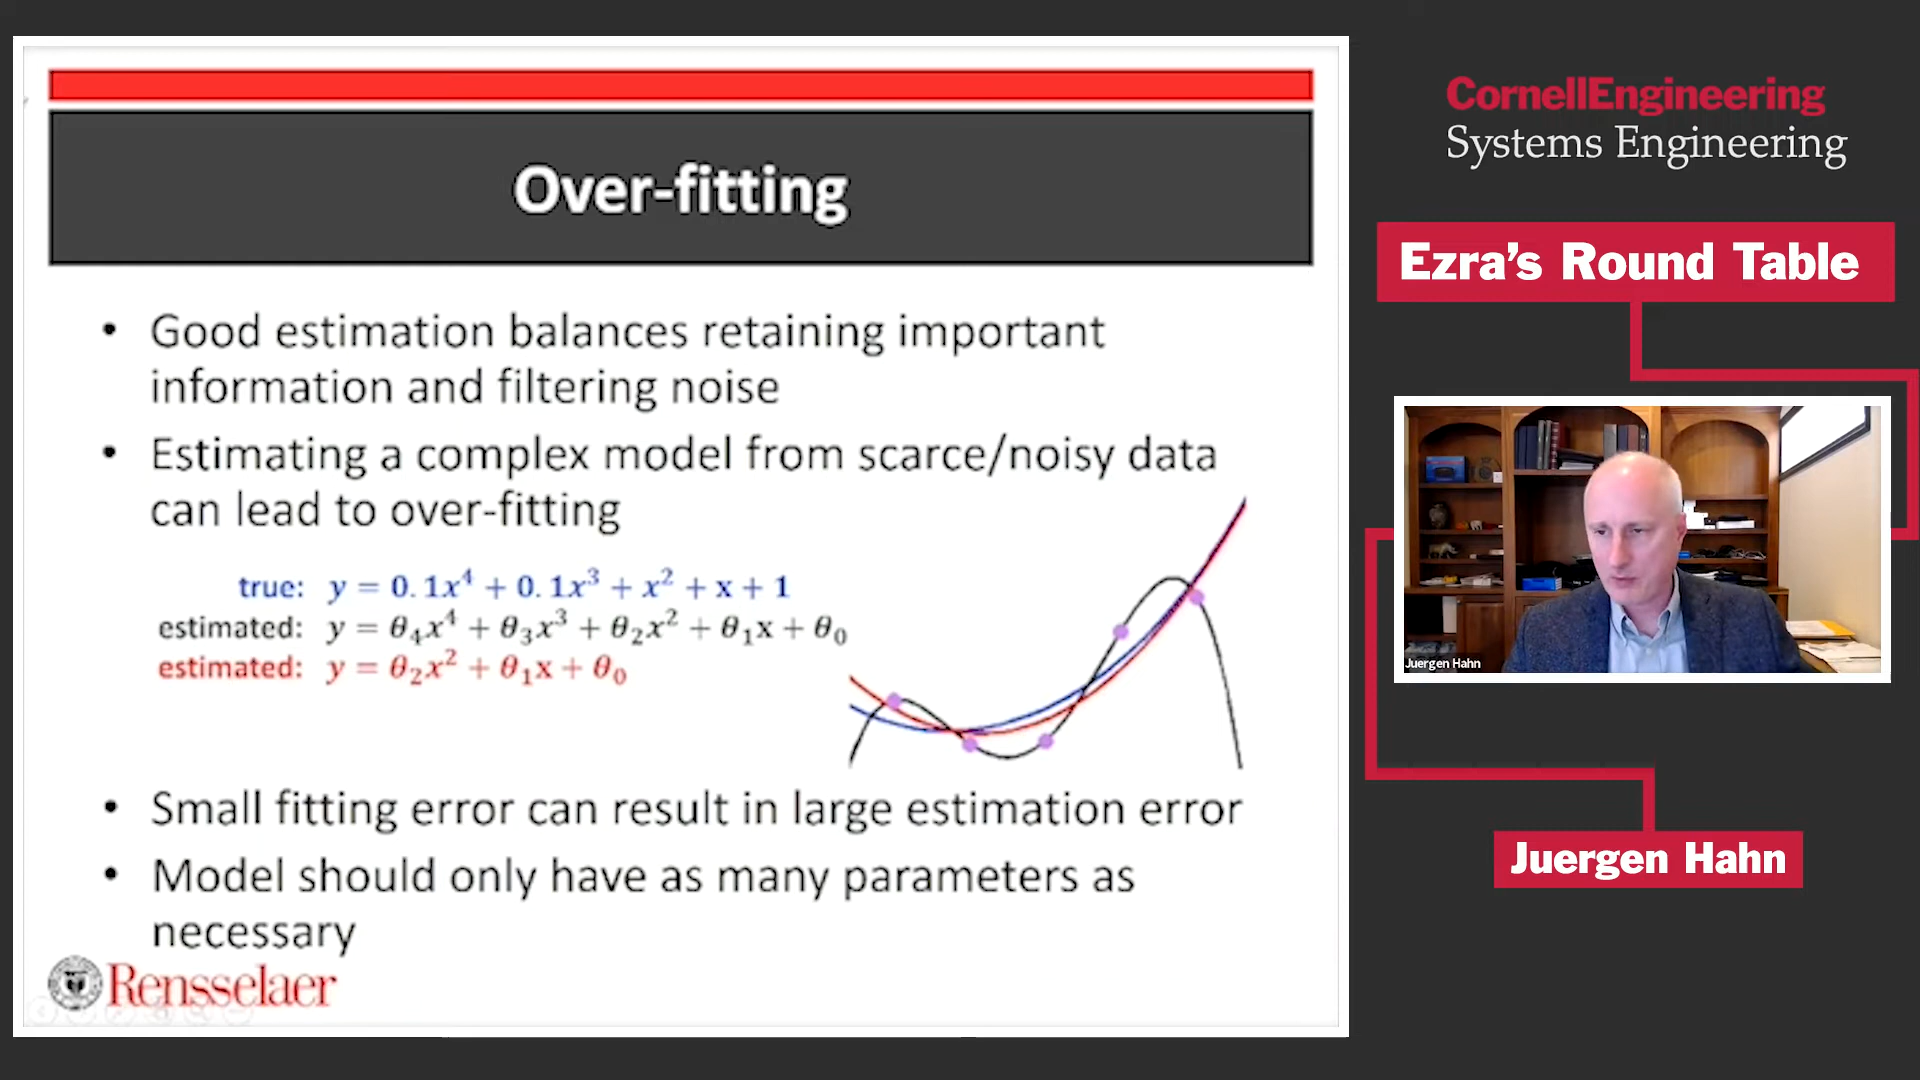 Over-fitting
• Good estimation balances retaining important
information and filtering noise
• Estimating a complex model from scarce/noisy data
can lead to over-fitting
true: y = 0.1x⁴ + 0.1x³ + x² + x + 1
estimated: y = θ₄x⁴ + θ₃x³ + θ₂x² + θ₁x + θ₀
estimated: y = θ₂x² + θ₁x + θ₀
• Small fitting error can result in large estimation error
• Model should only have as many parameters as
necessary
Rensselaer
CornellEngineering
Systems Engineering
Ezra's Round Table
Juergen Hahn
Juergen Hahn